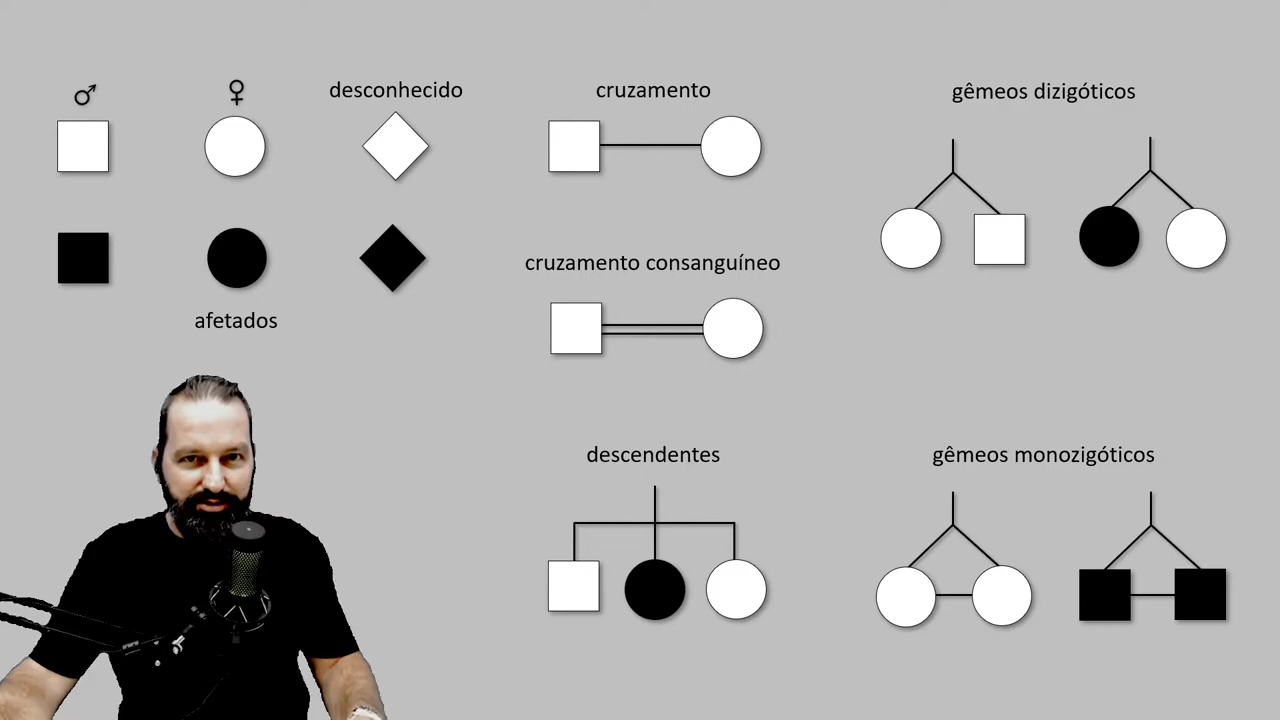 ♂
♀
desconhecido
cruzamento
gêmeos dizigóticos
cruzamento consanguíneo
afetados
descendentes
gêmeos monozigóticos